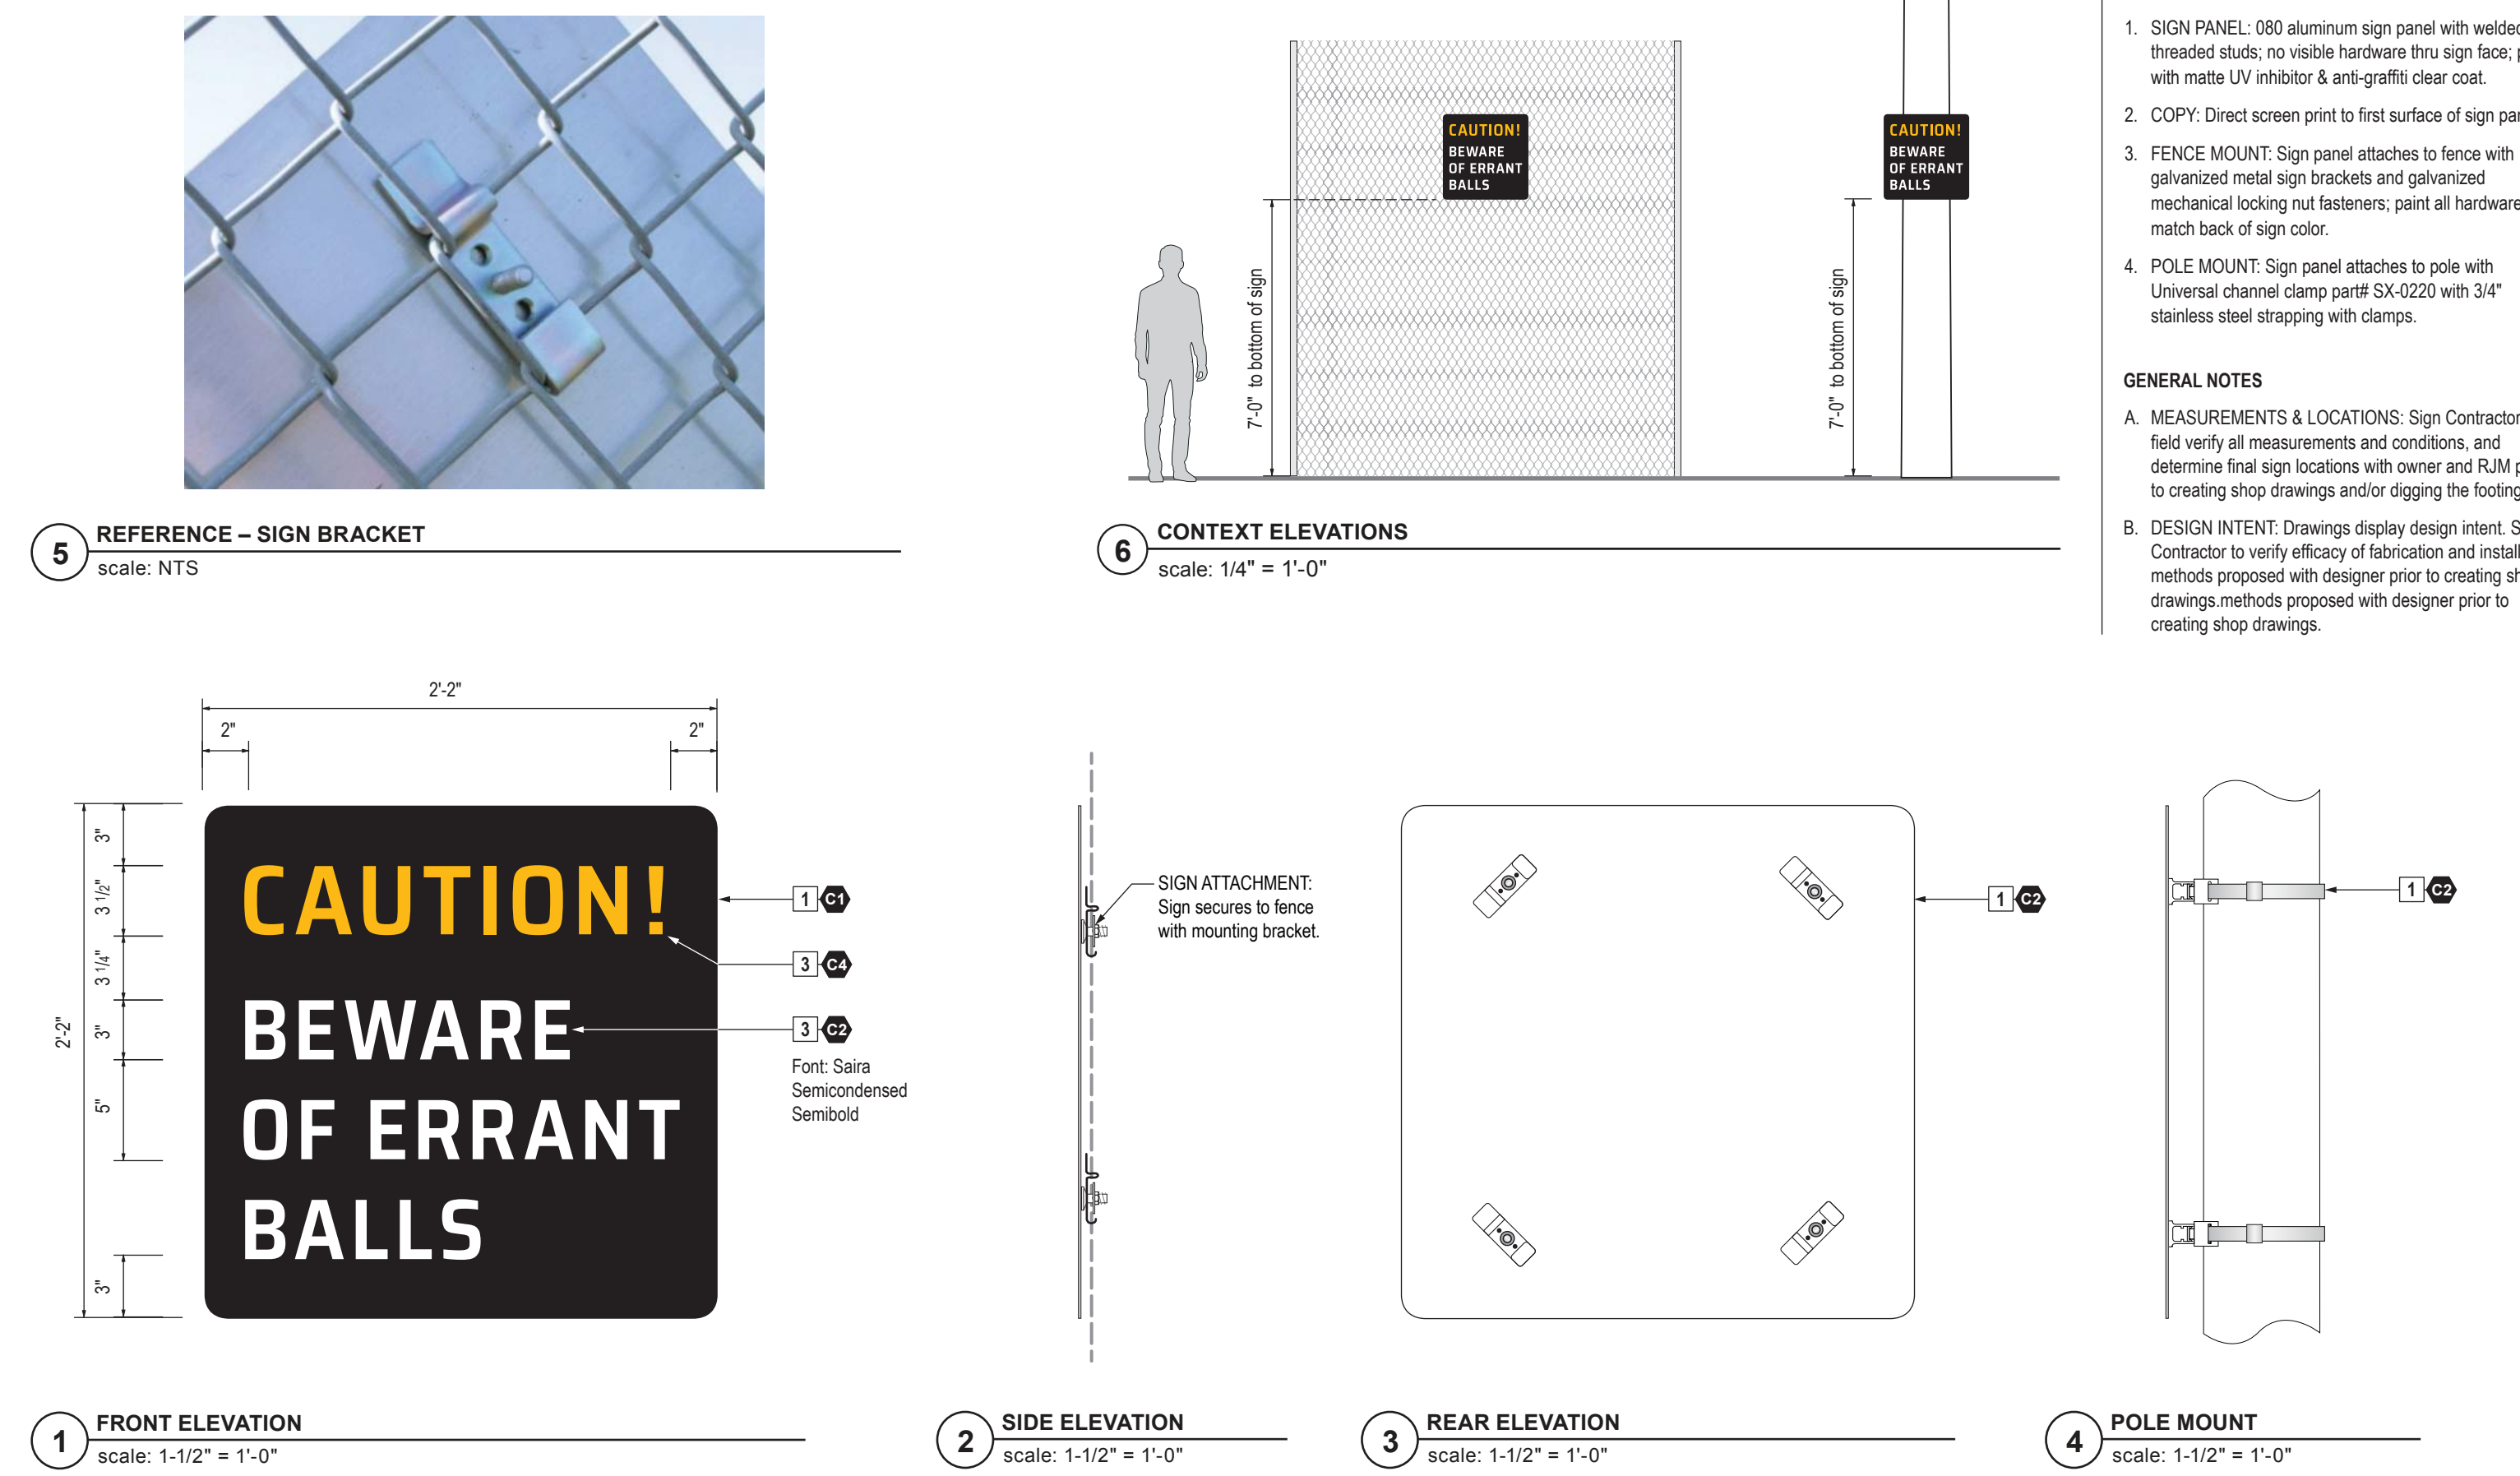 1. SIGN PANEL: 080 aluminum sign panel with welded
threaded studs; no visible hardware thru sign face;
with matte UV inhibitor & anti-graffiti clear coat.
2. COPY: Direct screen print to first surface of sign
3. FENCE MOUNT: Sign panel attaches to fence with
galvanized metal sign brackets and galvanized
mechanical locking nut fasteners; paint all hardware
match back of sign color.
4. POLE MOUNT: Sign panel attaches to pole with
Universal channel clamp part# SX-0220 with 3/4"
stainless steel strapping with clamps.
GENERAL NOTES
A. MEASUREMENTS & LOCATIONS: Sign Contractor
field verify all measurements and conditions, and
determine final sign locations with owner and RJM
to creating shop drawings and/or digging the footing
B. DESIGN INTENT: Drawings display design intent.
Contractor to verify efficacy of fabrication and
methods proposed with designer prior to creating
drawings.methods proposed with designer prior to
creating shop drawings.
CAUTION!
BEWARE
OF ERRANT
BALLS
7'-0" to bottom of sign
CAUTION!
BEWARE
OF ERRANT
BALLS
7'-0" to bottom of sign
5
REFERENCE – SIGN BRACKET
scale: NTS
6
CONTEXT ELEVATIONS
scale: 1/4" = 1'-0"
2'-2"
2"
2"
2'-2"
3"
3 1/2"
3 1/4"
3"
5"
3"
CAUTION!
BEWARE
OF ERRANT
BALLS
1 C1
3 C4
3 C2
Font: Saira
Semicondensed
Semibold
SIGN ATTACHMENT:
Sign secures to fence
with mounting bracket.
1 C2
1 C2
1
FRONT ELEVATION
scale: 1-1/2" = 1'-0"
2
SIDE ELEVATION
scale: 1-1/2" = 1'-0"
3
REAR ELEVATION
scale: 1-1/2" = 1'-0"
4
POLE MOUNT
scale: 1-1/2" = 1'-0"